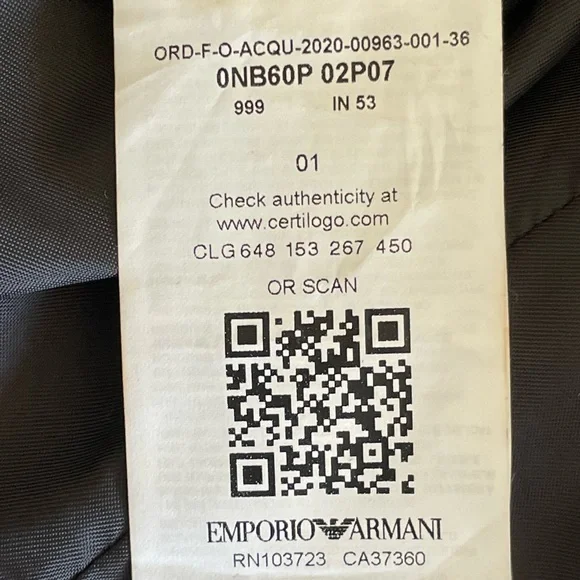 ORD-F-O-ACQU-2020-00963-001-36
0NB60P 02P07
999 IN 53
01
Check authenticity at
www.certilogo.com
CLG 648 153 267 450
OR SCAN
EMPORIO ARMANI
RN103723 CA37360